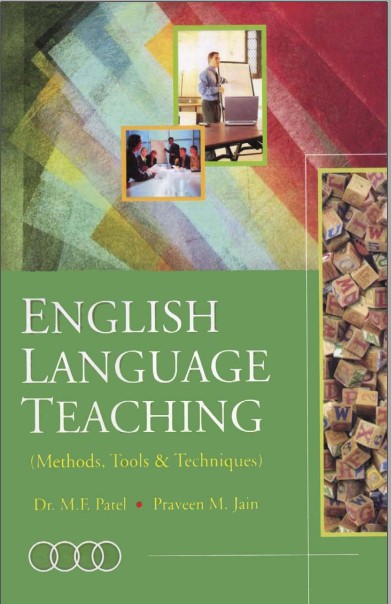 ENGLISH
LANGUAGE
TEACHING
(Methods, Tools & Techniques)
Dr. M.F. Patel • Praveen M. Jain